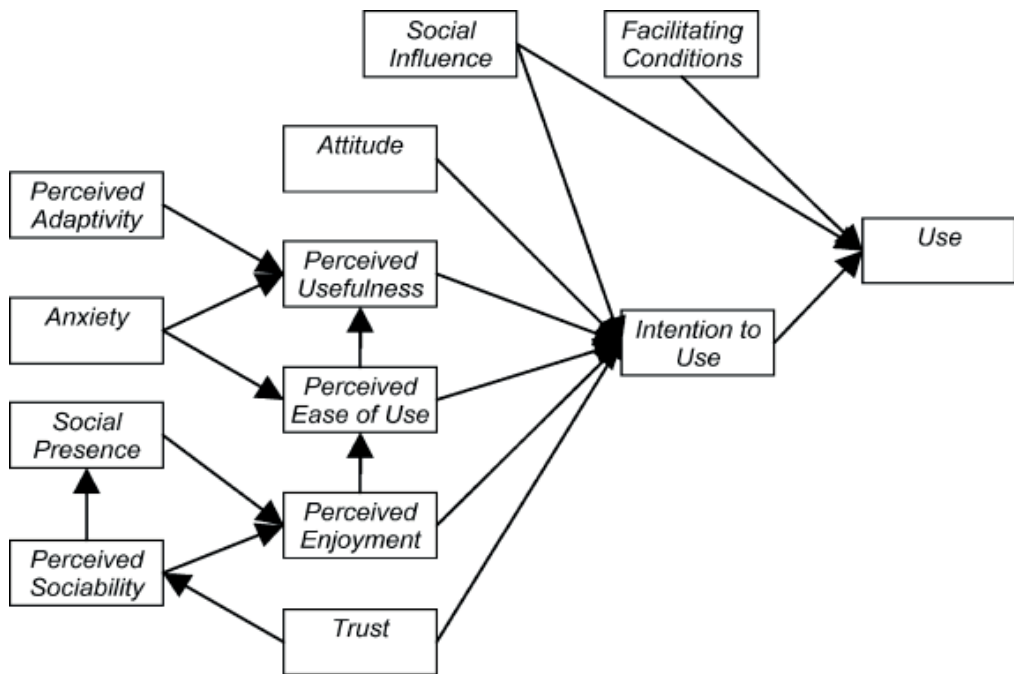 Social
Influence
Facilitating
Conditions
Attitude
Perceived
Adaptivity
Perceived
Usefulness
Use
Anxiety
Intention to
Use
Perceived
Ease of Use
Social
Presence
Perceived
Enjoyment
Perceived
Sociability
Trust